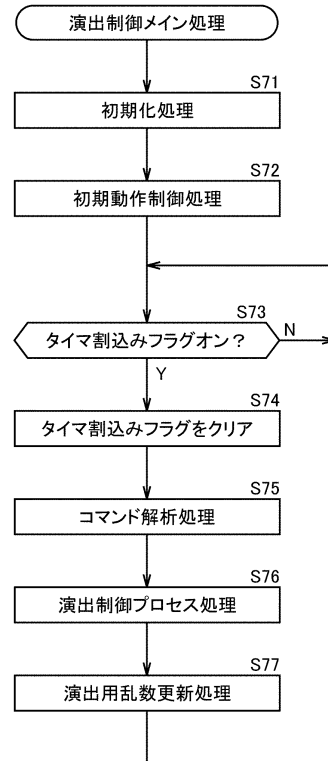 演出制御メイン処理
S71
初期化処理
S72
初期動作制御処理
S73
タイマ割込みフラグオン？
N
Y
S74
タイマ割込みフラグをクリア
S75
コマンド解析処理
S76
演出制御プロセス処理
S77
演出用乱数更新処理